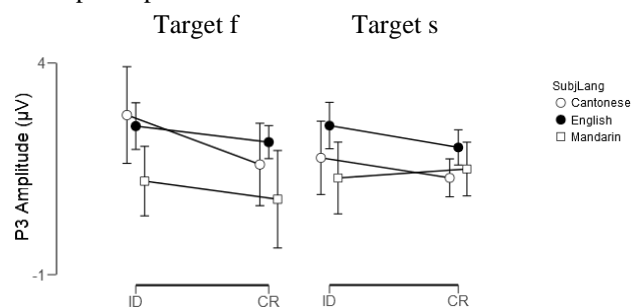 Target f
Target s
4
P3 Amplitude (µV)
-1
ID
CR
ID
CR
SubjLang
Cantonese
English
Mandarin